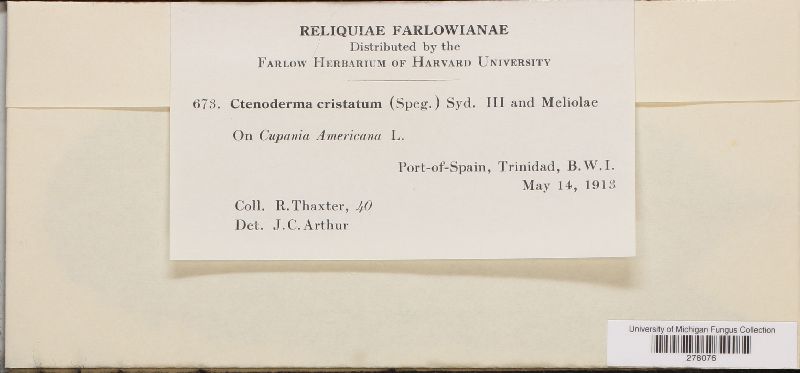 RELIQUIAE FARLOWIANAE
Distributed by the
FARLOW HERBARIUM OF HARVARD UNIVERSITY
673. Ctenoderma cristatum (Speg.) Syd. III and Meliolae
On Cupania Americana L.
Port-of-Spain, Trinidad, B.W.I.
May 14, 1913
Coll. R. Thaxter, 40
Det. J.C. Arthur
University of Michigan Fungus Collection
276076